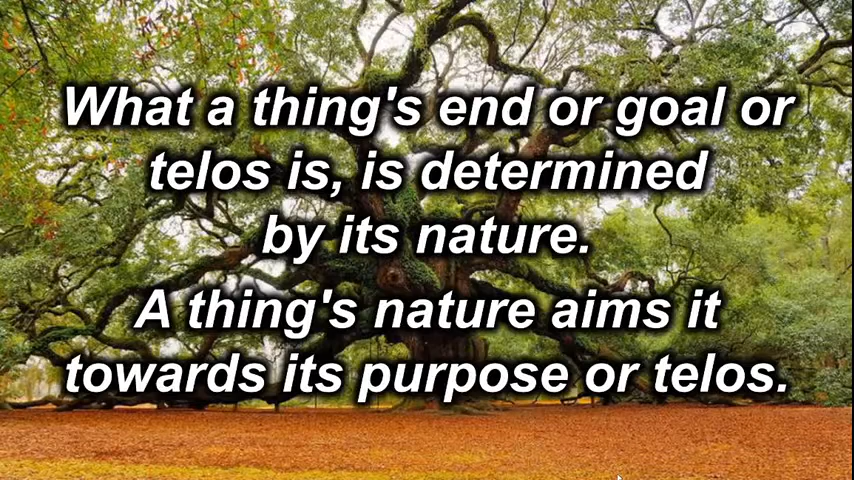 What a thing's end or goal or
telos is, is determined
by its nature.
A thing's nature aims it
towards its purpose or telos.